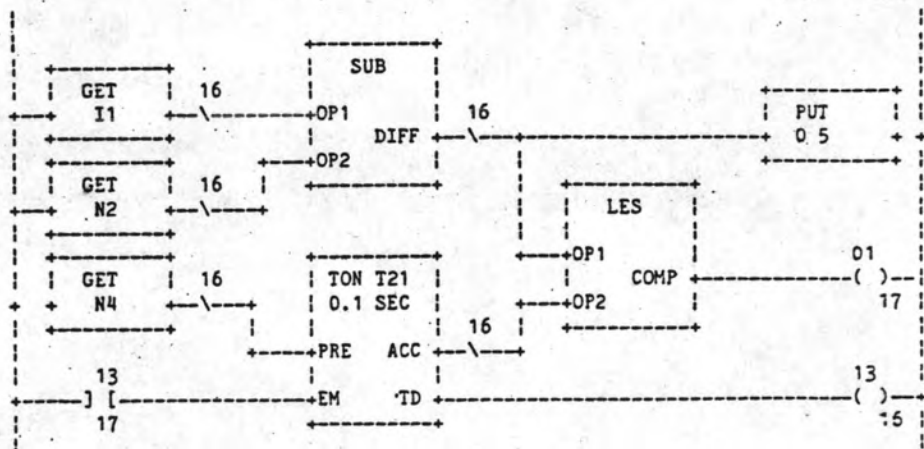 SUB
GET 16
I1 OP1 PUT
16
DIFF 0 5
OP2
GET 16
N2 LES
GET 16 TON T21 OP1 01
N4 0.1 SEC COMP ( )
16 OP2 17
PRE ACC
13 13
] [ EM TD ( )
17